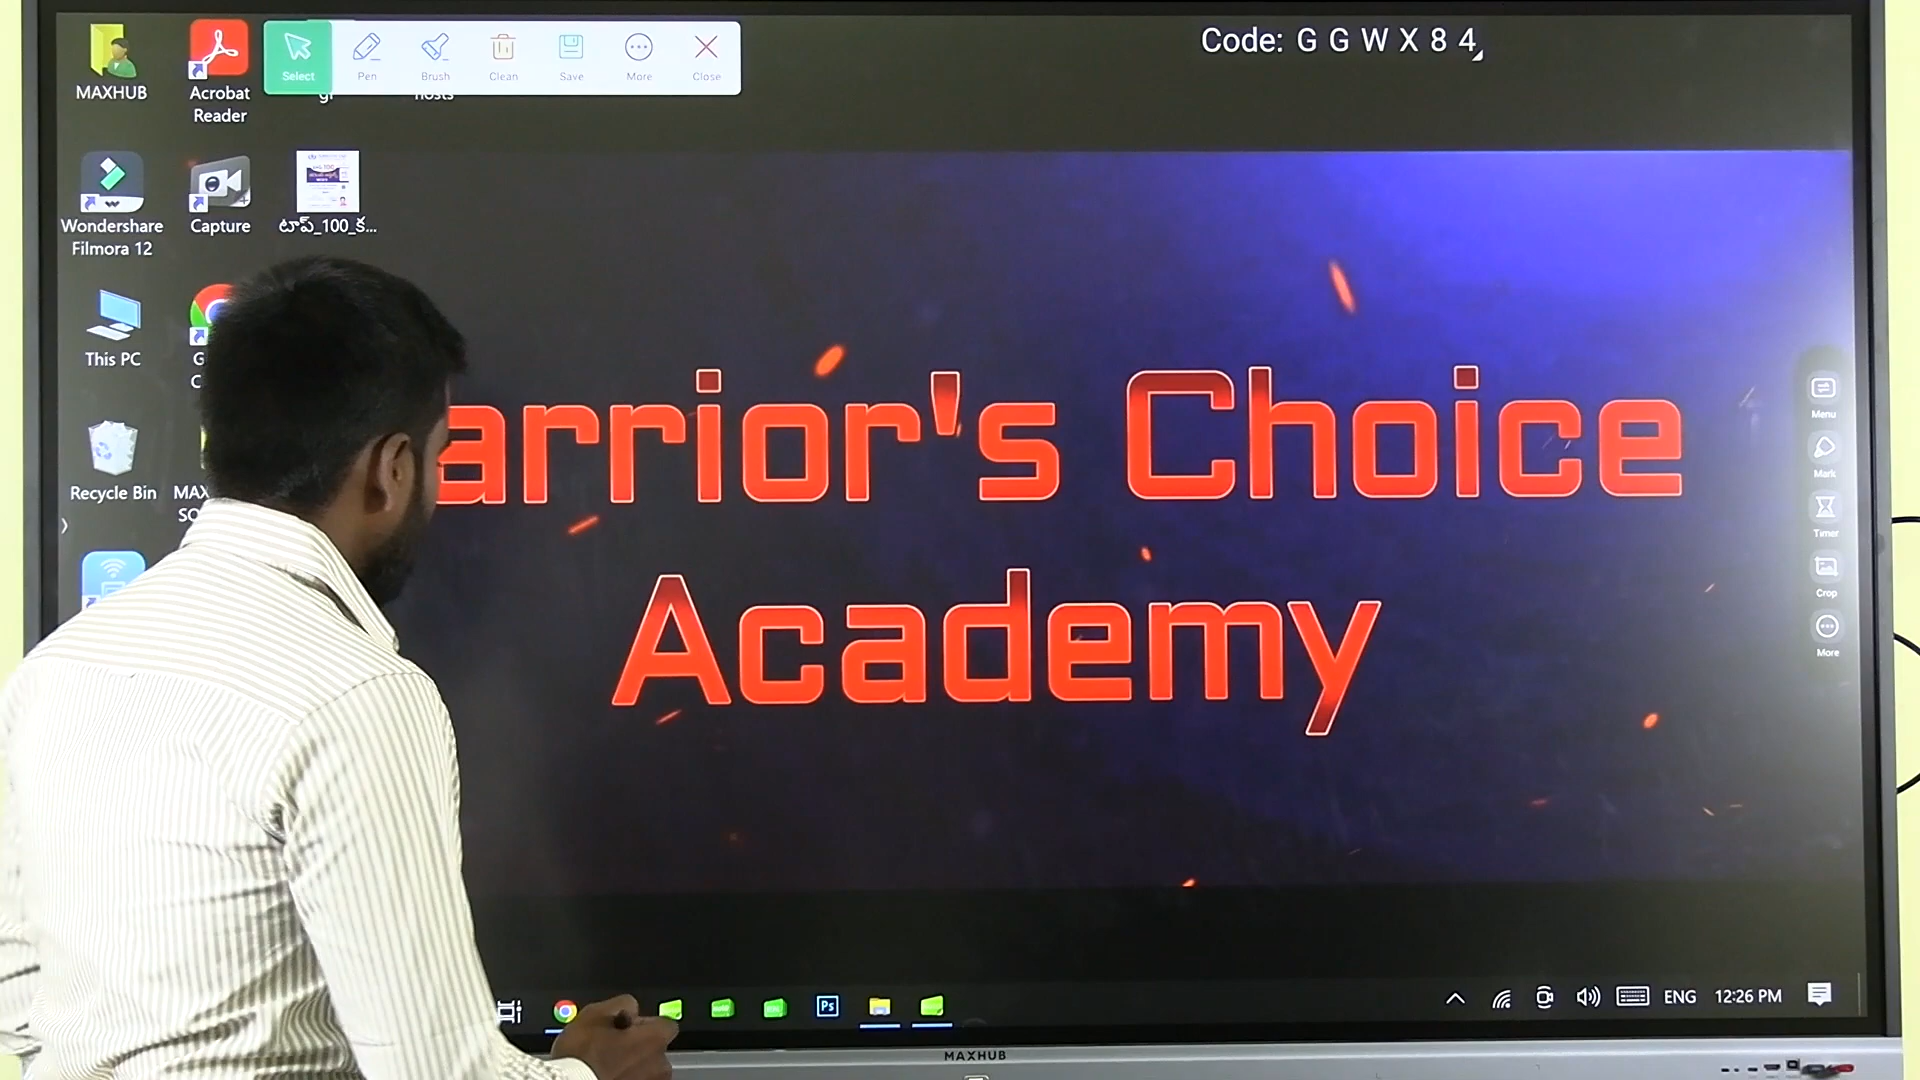 Code: G G W X 8 4
Select
Pen
Brush
Clean
Save
More
Close
MAXHUB
Acrobat
Reader
Wondershare
Filmora 12
Capture
టాప్_100_క...
This PC
Recycle Bin
arrior's Choice
Academy
Menu
Mark
Timer
Crop
More
Ps
ENG
12:26 PM
MAXHUB